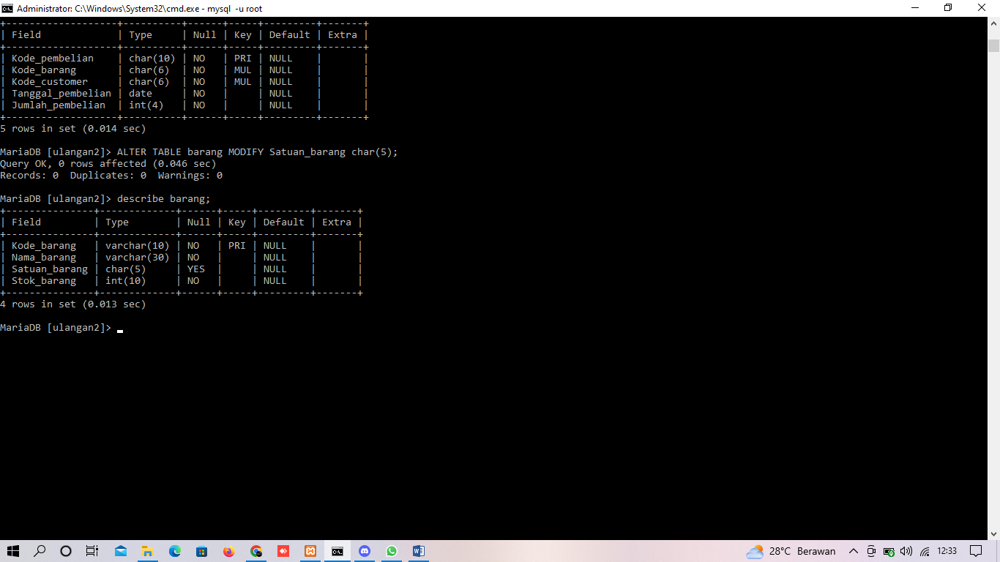 Administrator: C:\Windows\System32\cmd.exe - mysql  -u root
+-------------------+----------+------+-----+---------+-------+
| Field             | Type     | Null | Key | Default | Extra |
+-------------------+----------+------+-----+---------+-------+
| Kode_pembelian    | char(10) | NO   | PRI | NULL    |       |
| Kode_barang       | char(6)  | NO   | MUL | NULL    |       |
| Kode_customer     | char(6)  | NO   | MUL | NULL    |       |
| Tanggal_pembelian | date     | NO   |     | NULL    |       |
| Jumlah_pembelian  | int(4)   | NO   |     | NULL    |       |
+-------------------+----------+------+-----+---------+-------+
5 rows in set (0.014 sec)
MariaDB [ulangan2]> ALTER TABLE barang MODIFY Satuan_barang char(5);
Query OK, 0 rows affected (0.046 sec)
Records: 0  Duplicates: 0  Warnings: 0
MariaDB [ulangan2]> describe barang;
+---------------+-------------+------+-----+---------+-------+
| Field         | Type        | Null | Key | Default | Extra |
+---------------+-------------+------+-----+---------+-------+
| Kode_barang   | varchar(10) | NO   | PRI | NULL    |       |
| Nama_barang   | varchar(30) | NO   |     | NULL    |       |
| Satuan_barang | char(5)     | YES  |     | NULL    |       |
| Stok_barang   | int(10)     | NO   |     | NULL    |       |
+---------------+-------------+------+-----+---------+-------+
4 rows in set (0.013 sec)
MariaDB [ulangan2]>
28°C Berawan 12:33